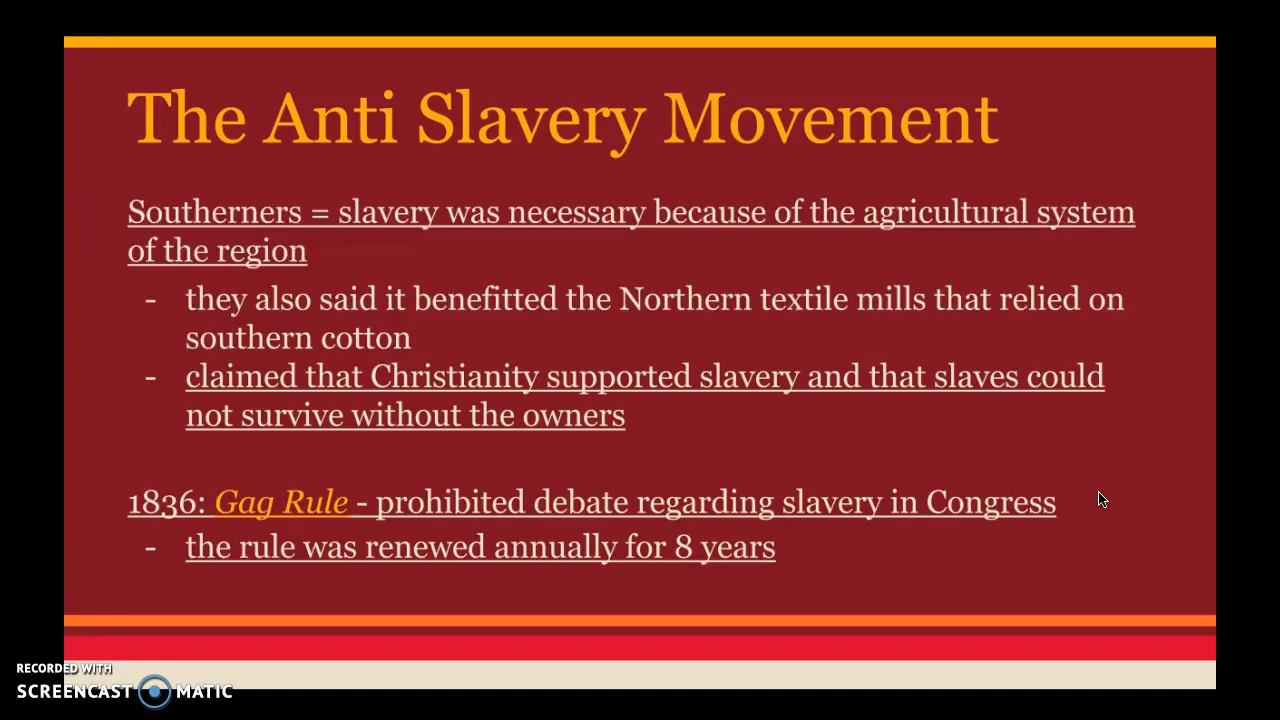 The Anti Slavery Movement
Southerners = slavery was necessary because of the agricultural system
of the region
- they also said it benefitted the Northern textile mills that relied on
southern cotton
- claimed that Christianity supported slavery and that slaves could
not survive without the owners
1836: Gag Rule - prohibited debate regarding slavery in Congress
- the rule was renewed annually for 8 years
RECORDED WITH
SCREENCAST MATIC